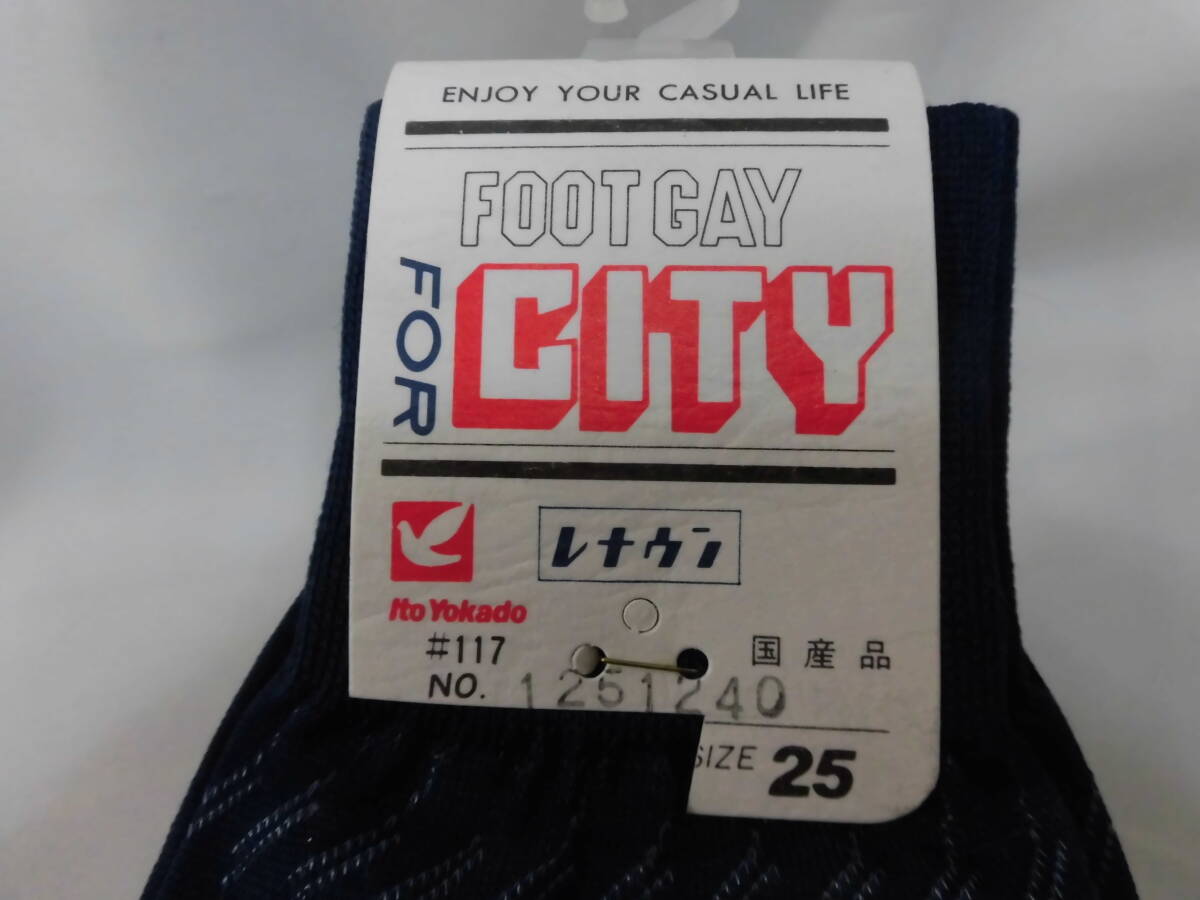 ENJOY YOUR CASUAL LIFE
FOOT GAY
FOR
CITY
レナウン
Ito Yokado
#117
国産品
NO. 1251240
SIZE 25